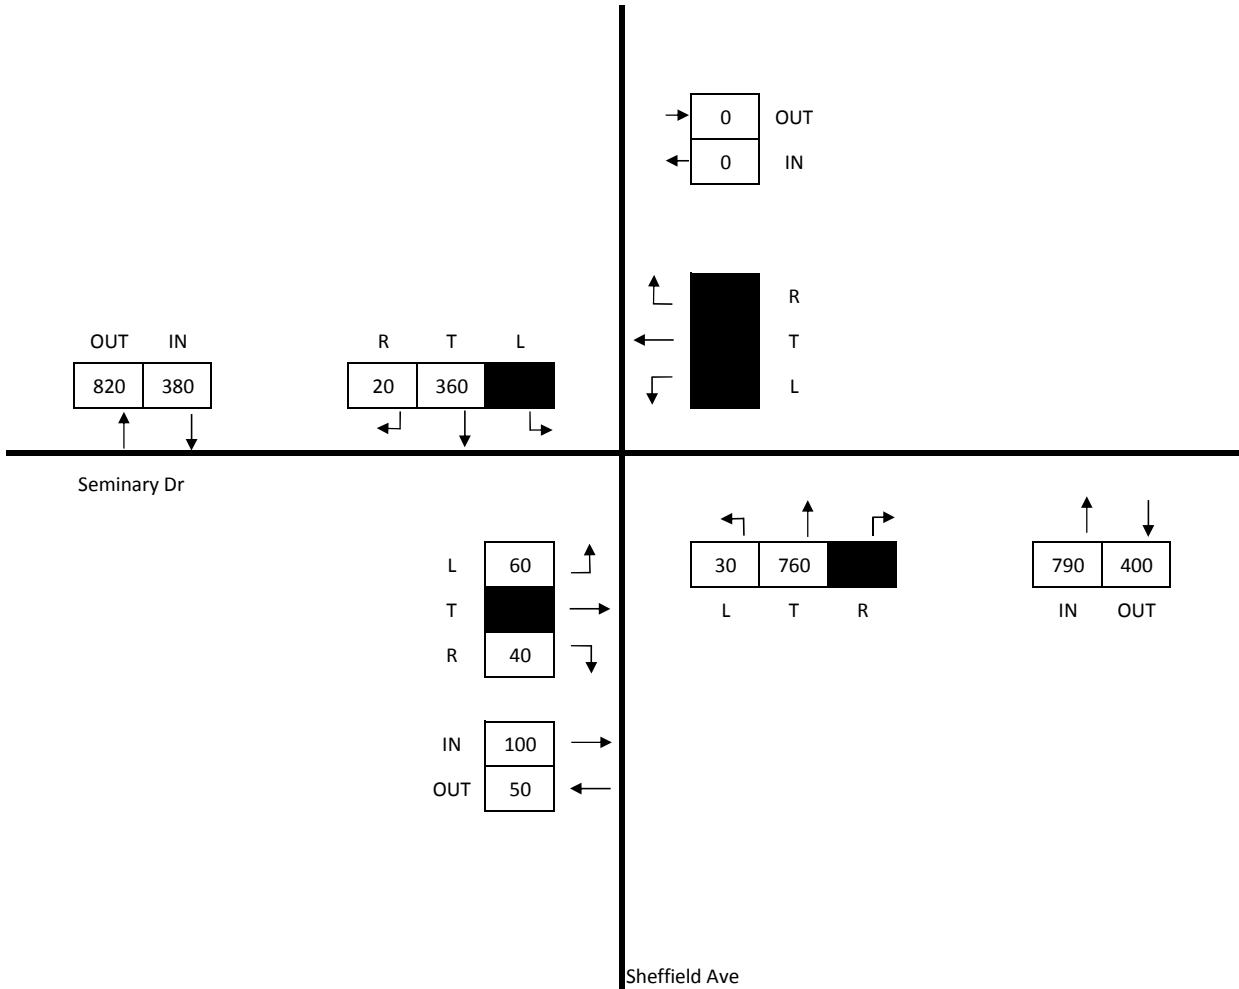 0 OUT
0 IN
R
T
L
OUT IN
820 380
R T L
20 360
Seminary Dr
L 60
T
R 40
IN 100
OUT 50
30 760
L T R
790 400
IN OUT
Sheffield Ave